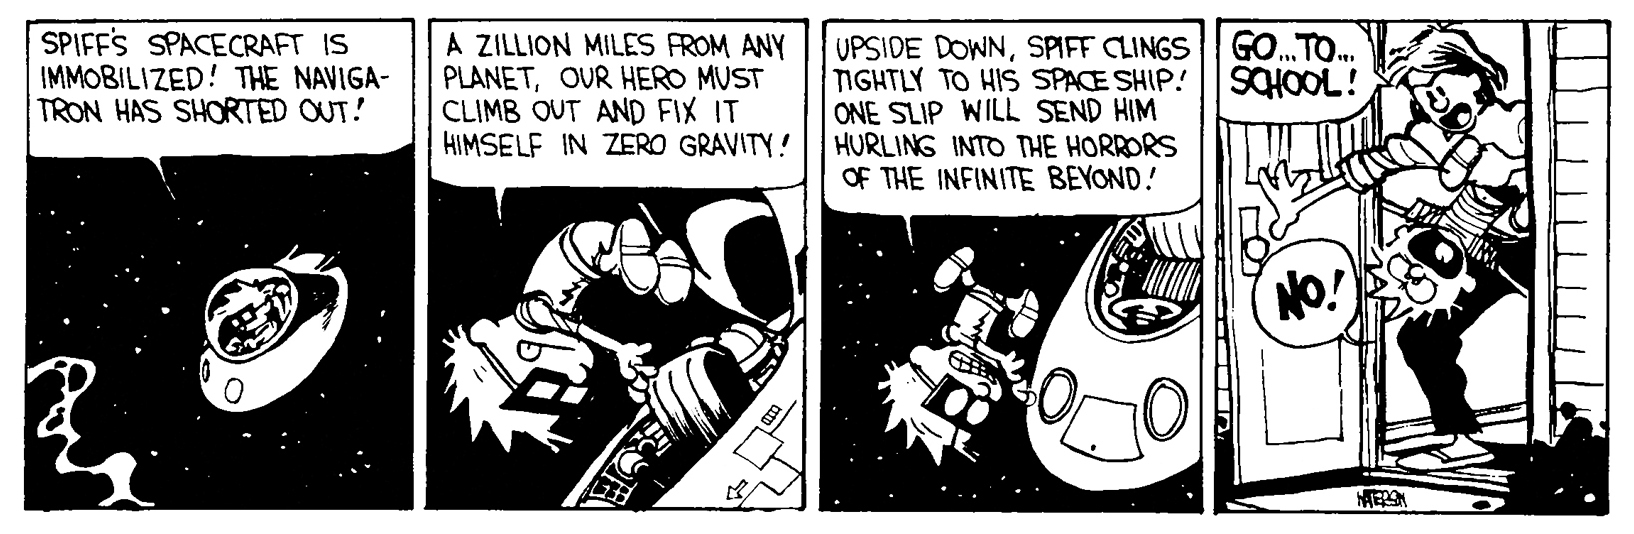 SPIFF'S SPACECRAFT IS
IMMOBILIZED! THE NAVIGA-
TRON HAS SHORTED OUT!
A ZILLION MILES FROM ANY
PLANET, OUR HERO MUST
CLIMB OUT AND FIX IT
HIMSELF IN ZERO GRAVITY!
UPSIDE DOWN, SPIFF CLINGS
TIGHTLY TO HIS SPACE SHIP!
ONE SLIP WILL SEND HIM
HURLING INTO THE HORRORS
OF THE INFINITE BEYOND!
GO...TO...
SCHOOL!
NO!
WATERSON